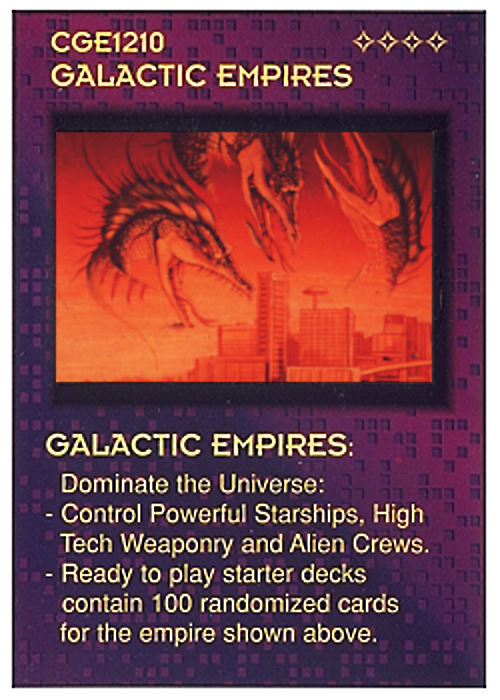 CGE1210
GALACTIC EMPIRES
GALACTIC EMPIRES:
Dominate the Universe:
- Control Powerful Starships, High
Tech Weaponry and Alien Crews.
- Ready to play starter decks
contain 100 randomized cards
for the empire shown above.